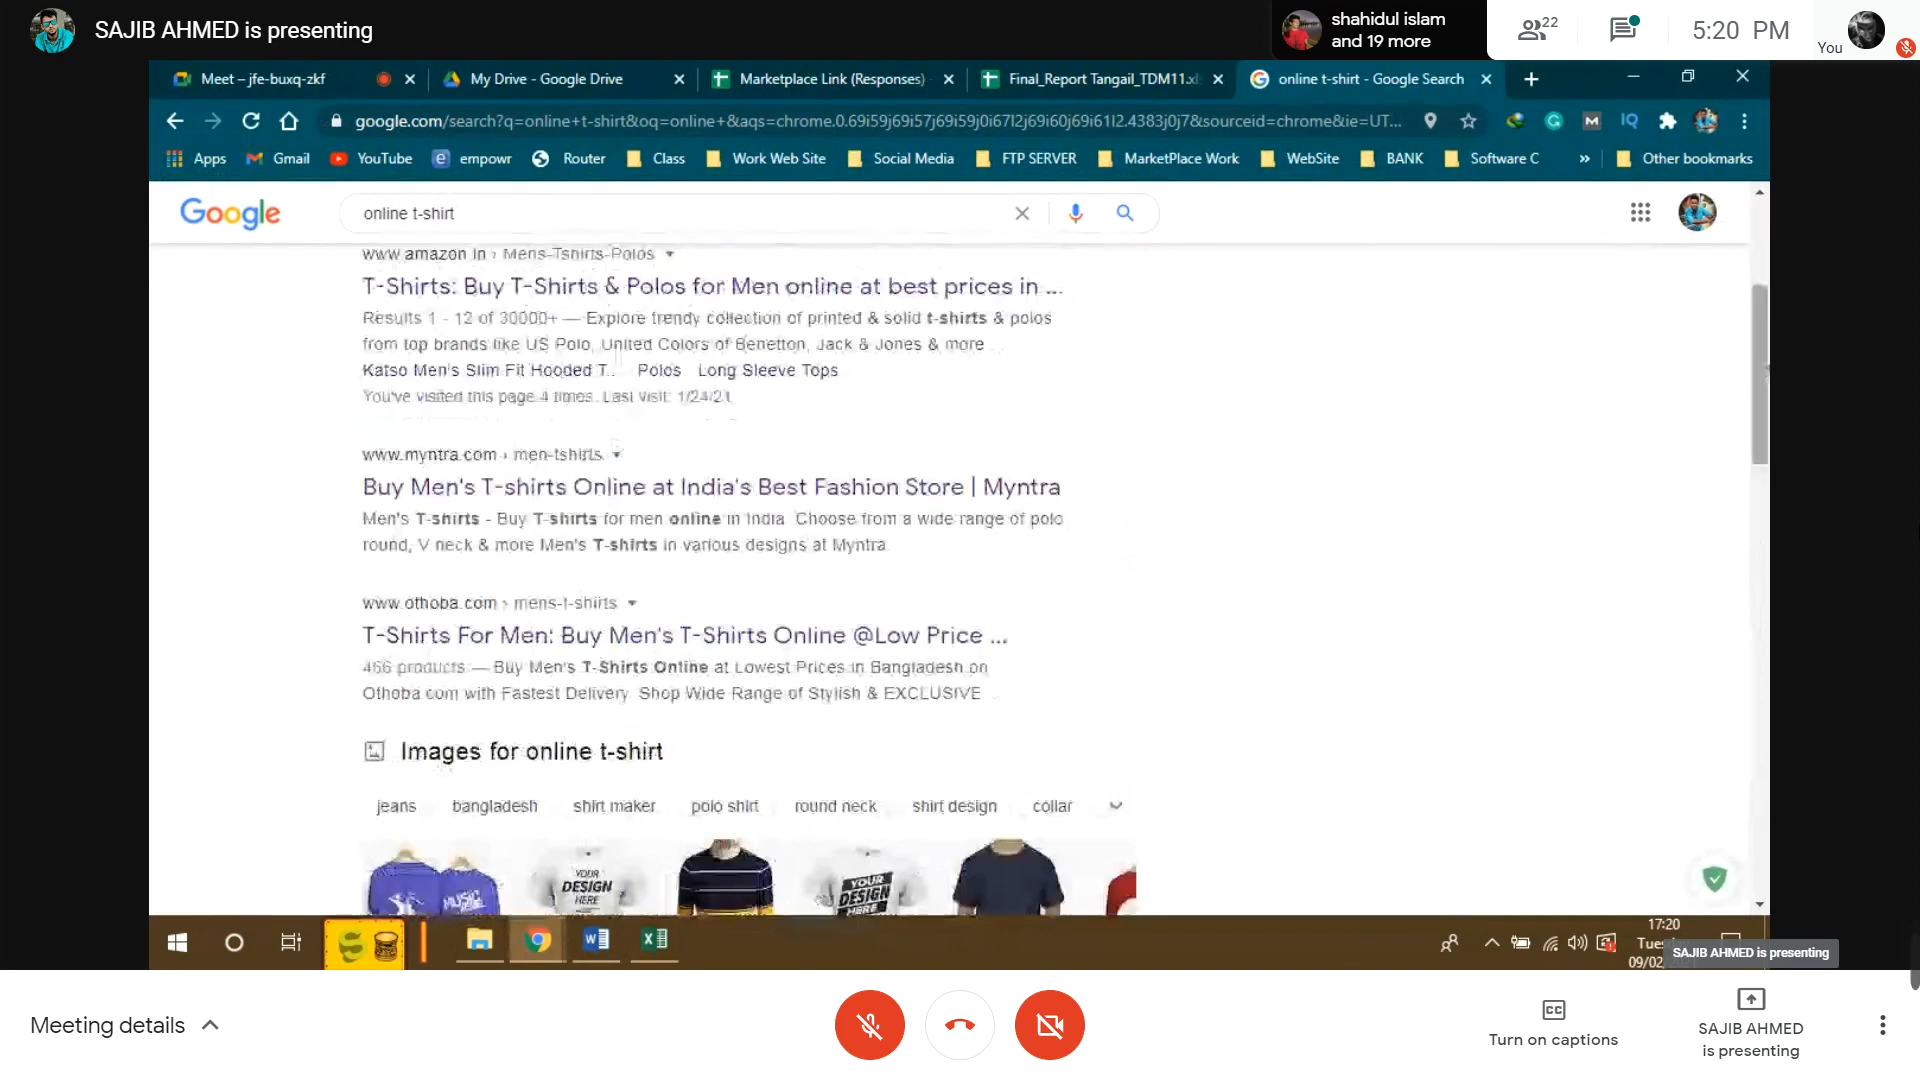 SAJIB AHMED is presenting
shahidul islam
and 19 more
22
5:20 PM
You
Meet – jfe-buxq-zkf
My Drive - Google Drive
Marketplace Link (Responses)
Final_Report Tangail_TDM11.xl
online t-shirt - Google Search
google.com/search?q=online+t-shirt&oq=online+&aqs=chrome.0.69i59j69i57j69i59j0i67l2j69i60j69i61l2.4383j0j7&sourceid=chrome&ie=UT...
M
IQ
Apps
Gmail
YouTube
empowr
Router
Class
Work Web Site
Social Media
FTP SERVER
MarketPlace Work
WebSite
BANK
Software C
»
Other bookmarks
Google
online t-shirt
www.amazon.in › Mens-Tshirts-Polos
T-Shirts: Buy T-Shirts & Polos for Men online at best prices in ...
Results 1 - 12 of 30000+ — Explore trendy collection of printed & solid t-shirts & polos
from top brands like US Polo, United Colors of Benetton, Jack & Jones & more
Katso Men's Slim Fit Hooded T... Polos Long Sleeve Tops
You've visited this page 4 times. Last visit: 1/24/21
www.myntra.com › men-tshirts
Buy Men's T-shirts Online at India's Best Fashion Store | Myntra
Men's T-shirts - Buy T-shirts for men online in India. Choose from a wide range of polo
round, V neck & more Men's T-shirts in various designs at Myntra
www.othoba.com › mens-t-shirts
T-Shirts For Men: Buy Men's T-Shirts Online @Low Price ...
466 products — Buy Men's T-Shirts Online at Lowest Prices in Bangladesh on
Othoba.com with Fastest Delivery. Shop Wide Range of Stylish & EXCLUSIVE
Images for online t-shirt
jeans
bangladesh
shirt maker
polo shirt
round neck
shirt design
collar
MUSIC
YOUR
DESIGN
HERE
YOUR
DESIGN
HERE
17:20
Tues
09/02/
SAJIB AHMED is presenting
Meeting details
CC
Turn on captions
SAJIB AHMED
is presenting